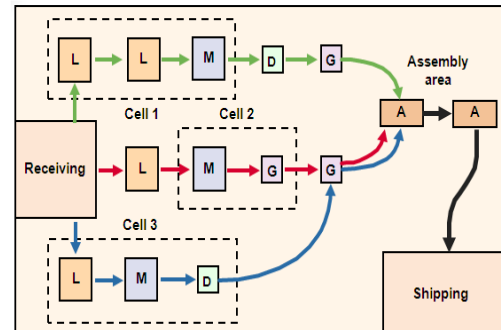 L
L
M
D
G
Assembly
area
Cell 1
Cell 2
A
A
Receiving
L
M
G
G
Cell 3
L
M
D
Shipping